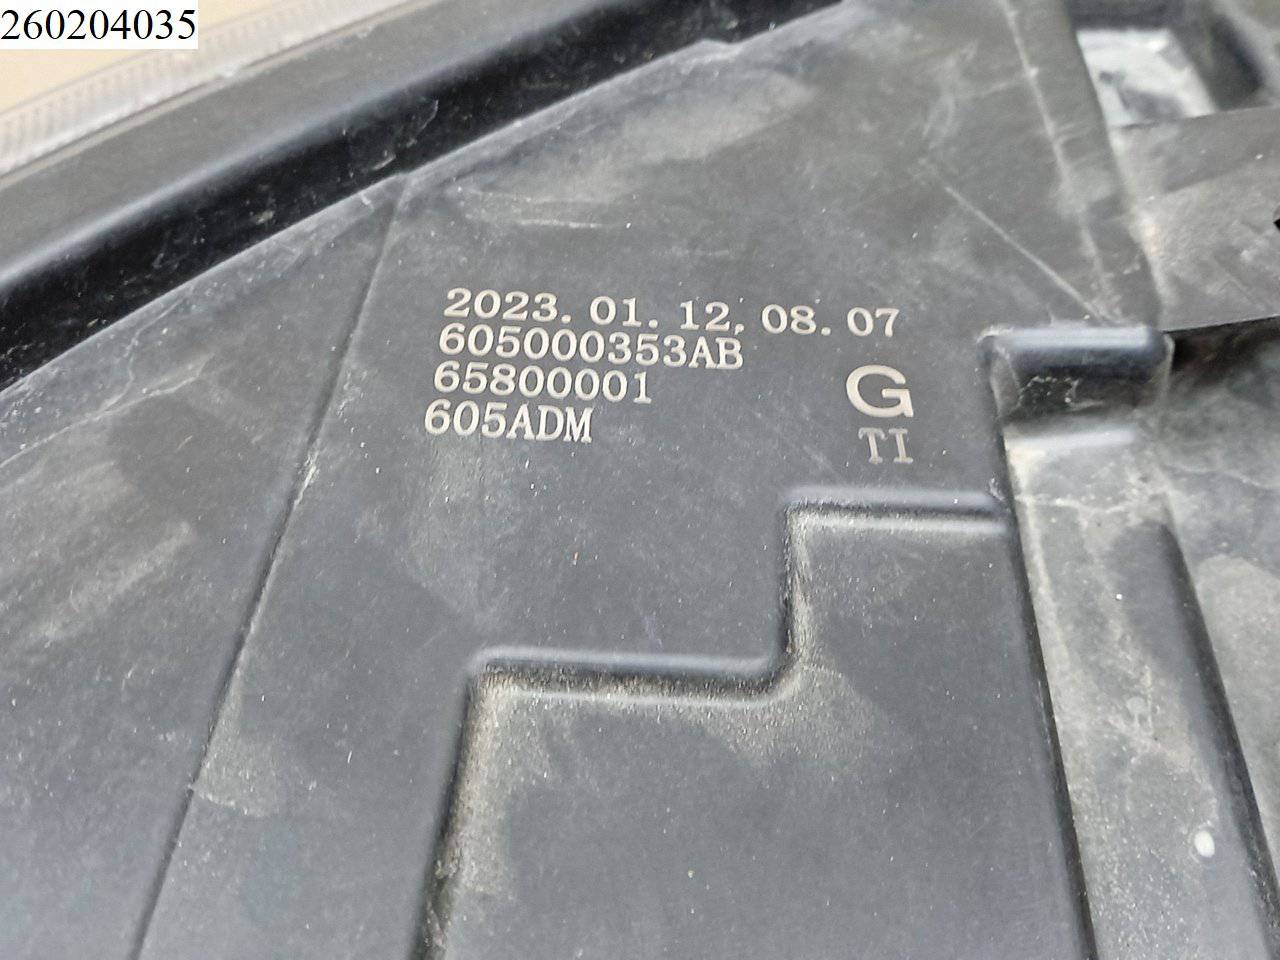 260204035
2023. 01. 12, 08. 07
605000353AB
65800001
605ADM
G
TI